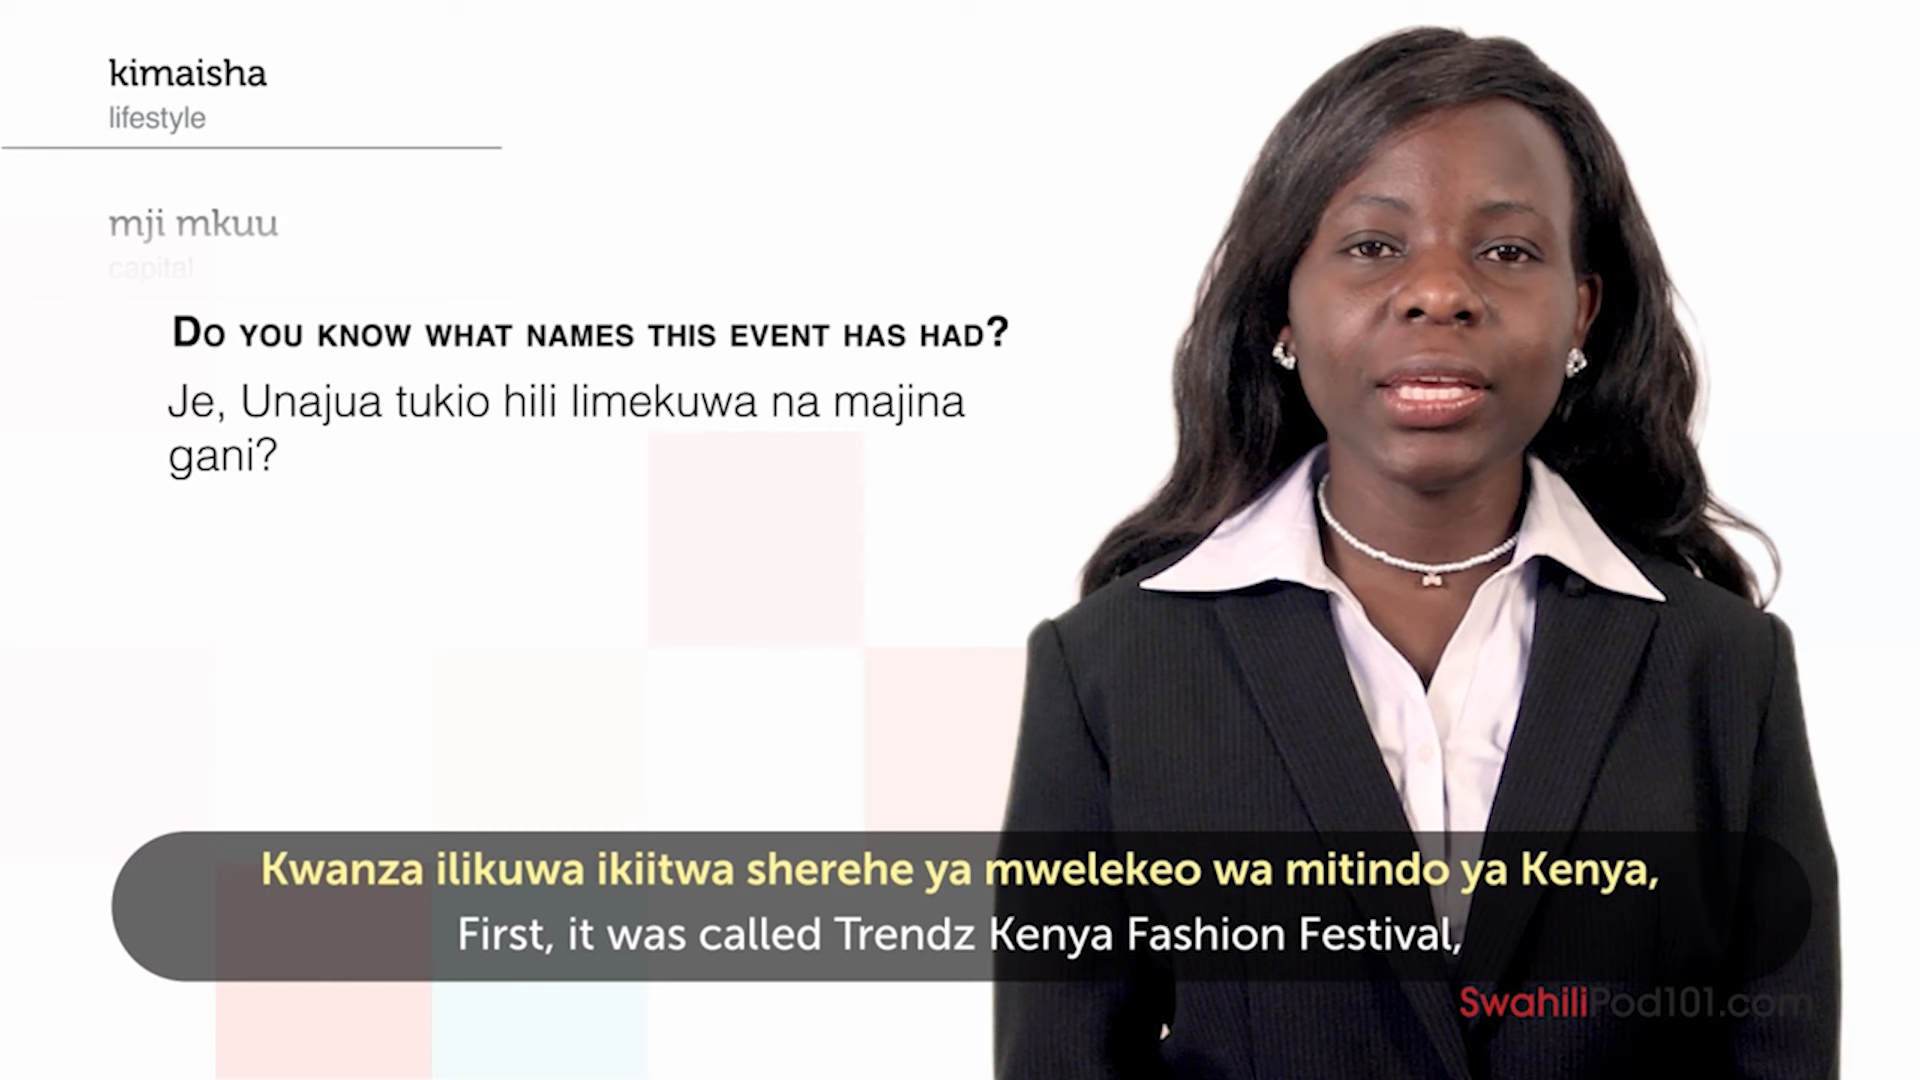 kimaisha
lifestyle
mji mkuu
capital
Do you know what names this event has had?
Je, Unajua tukio hili limekuwa na majina
gani?
Kwanza ilikuwa ikiitwa sherehe ya mwelekeo wa mitindo ya Kenya,
First, it was called Trendz Kenya Fashion Festival,
SwahiliPod101.com